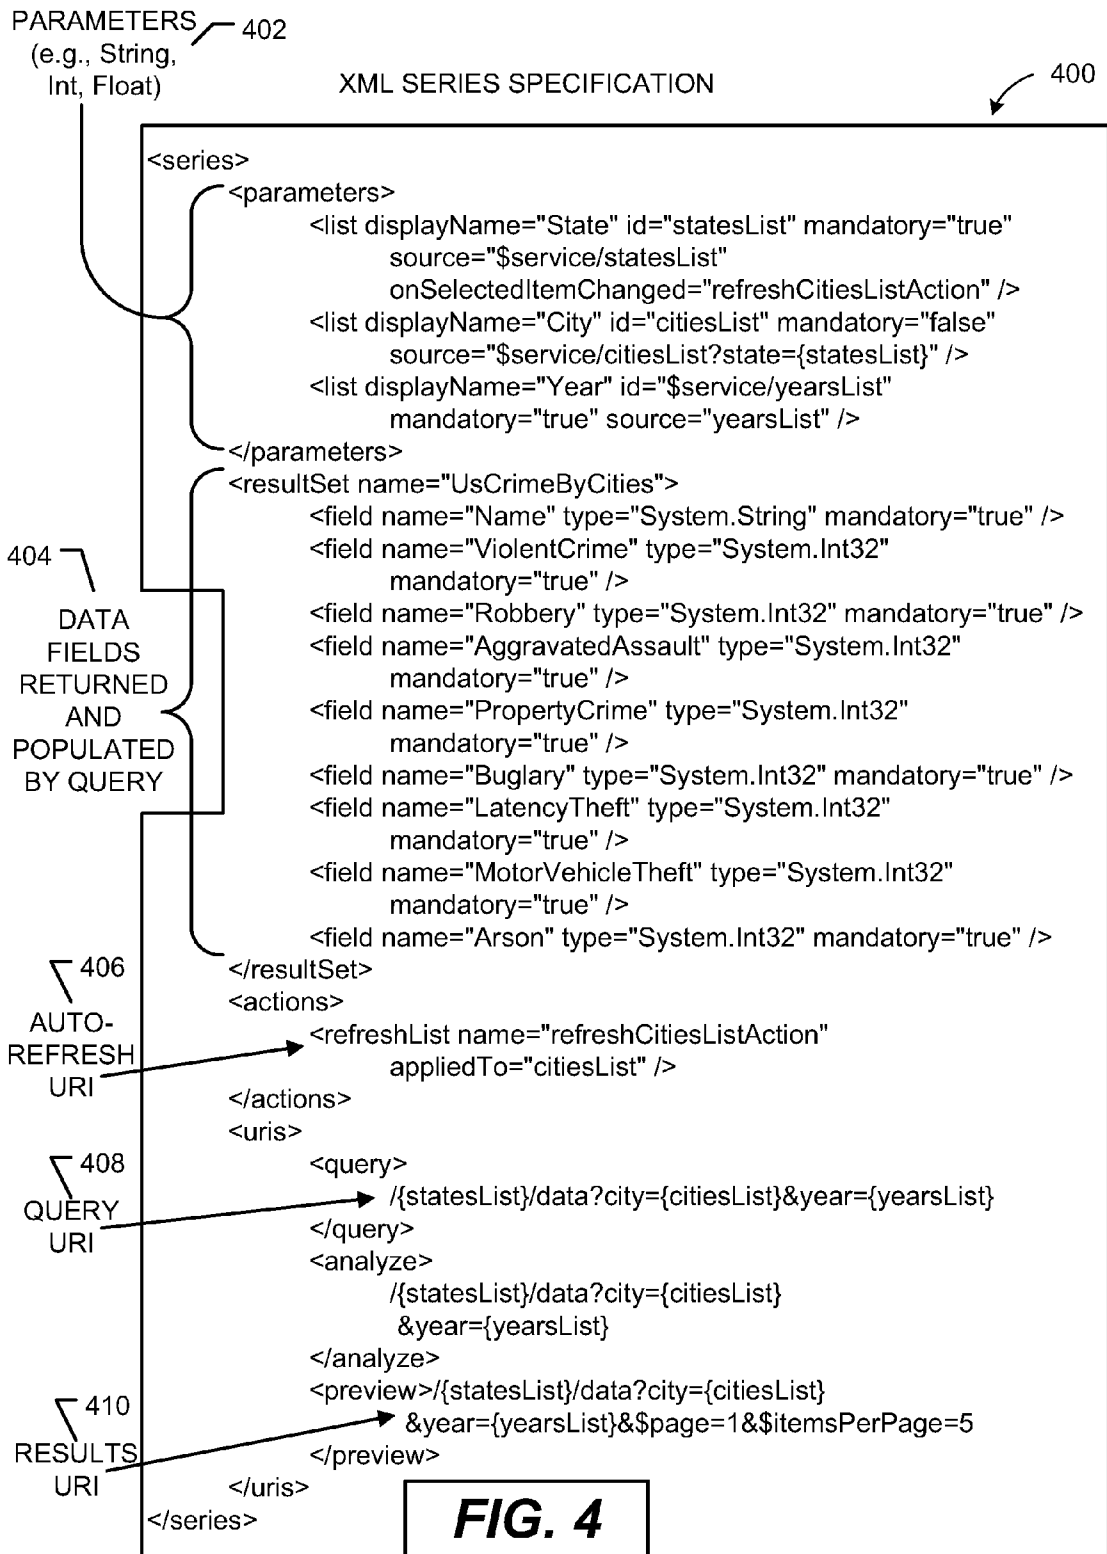 PARAMETERS
(e.g., String,
Int, Float)
402
XML SERIES SPECIFICATION
400
<series>
<parameters>
<list displayName="State" id="statesList" mandatory="true"
source="$service/statesList"
onSelectedItemChanged="refreshCitiesListAction" />
<list displayName="City" id="citiesList" mandatory="false"
source="$service/citiesList?state={statesList}" />
<list displayName="Year" id="$service/yearsList"
mandatory="true" source="yearsList" />
</parameters>
<resultSet name="UsCrimeByCities">
<field name="Name" type="System.String" mandatory="true" />
<field name="ViolentCrime" type="System.Int32"
mandatory="true" />
<field name="Robbery" type="System.Int32" mandatory="true" />
<field name="AggravatedAssault" type="System.Int32"
mandatory="true" />
<field name="PropertyCrime" type="System.Int32"
mandatory="true" />
<field name="Buglary" type="System.Int32" mandatory="true" />
<field name="LatencyTheft" type="System.Int32"
mandatory="true" />
<field name="MotorVehicleTheft" type="System.Int32"
mandatory="true" />
<field name="Arson" type="System.Int32" mandatory="true" />
</resultSet>
404
DATA
FIELDS
RETURNED
AND
POPULATED
BY QUERY
<actions>
<refreshList name="refreshCitiesListAction"
appliedTo="citiesList" />
</actions>
406
AUTO-
REFRESH
URI
<uris>
<query>
/{statesList}/data?city={citiesList}&year={yearsList}
</query>
408
QUERY
URI
<analyze>
/{statesList}/data?city={citiesList}
&year={yearsList}
</analyze>
<preview>/{statesList}/data?city={citiesList}
&year={yearsList}&$page=1&$itemsPerPage=5
</preview>
410
RESULTS
URI
</uris>
</series>
FIG. 4